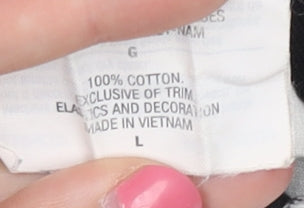 G
100% COTTON.
EXCLUSIVE OF TRIM
ELASTICS AND DECORATION
MADE IN VIETNAM
L